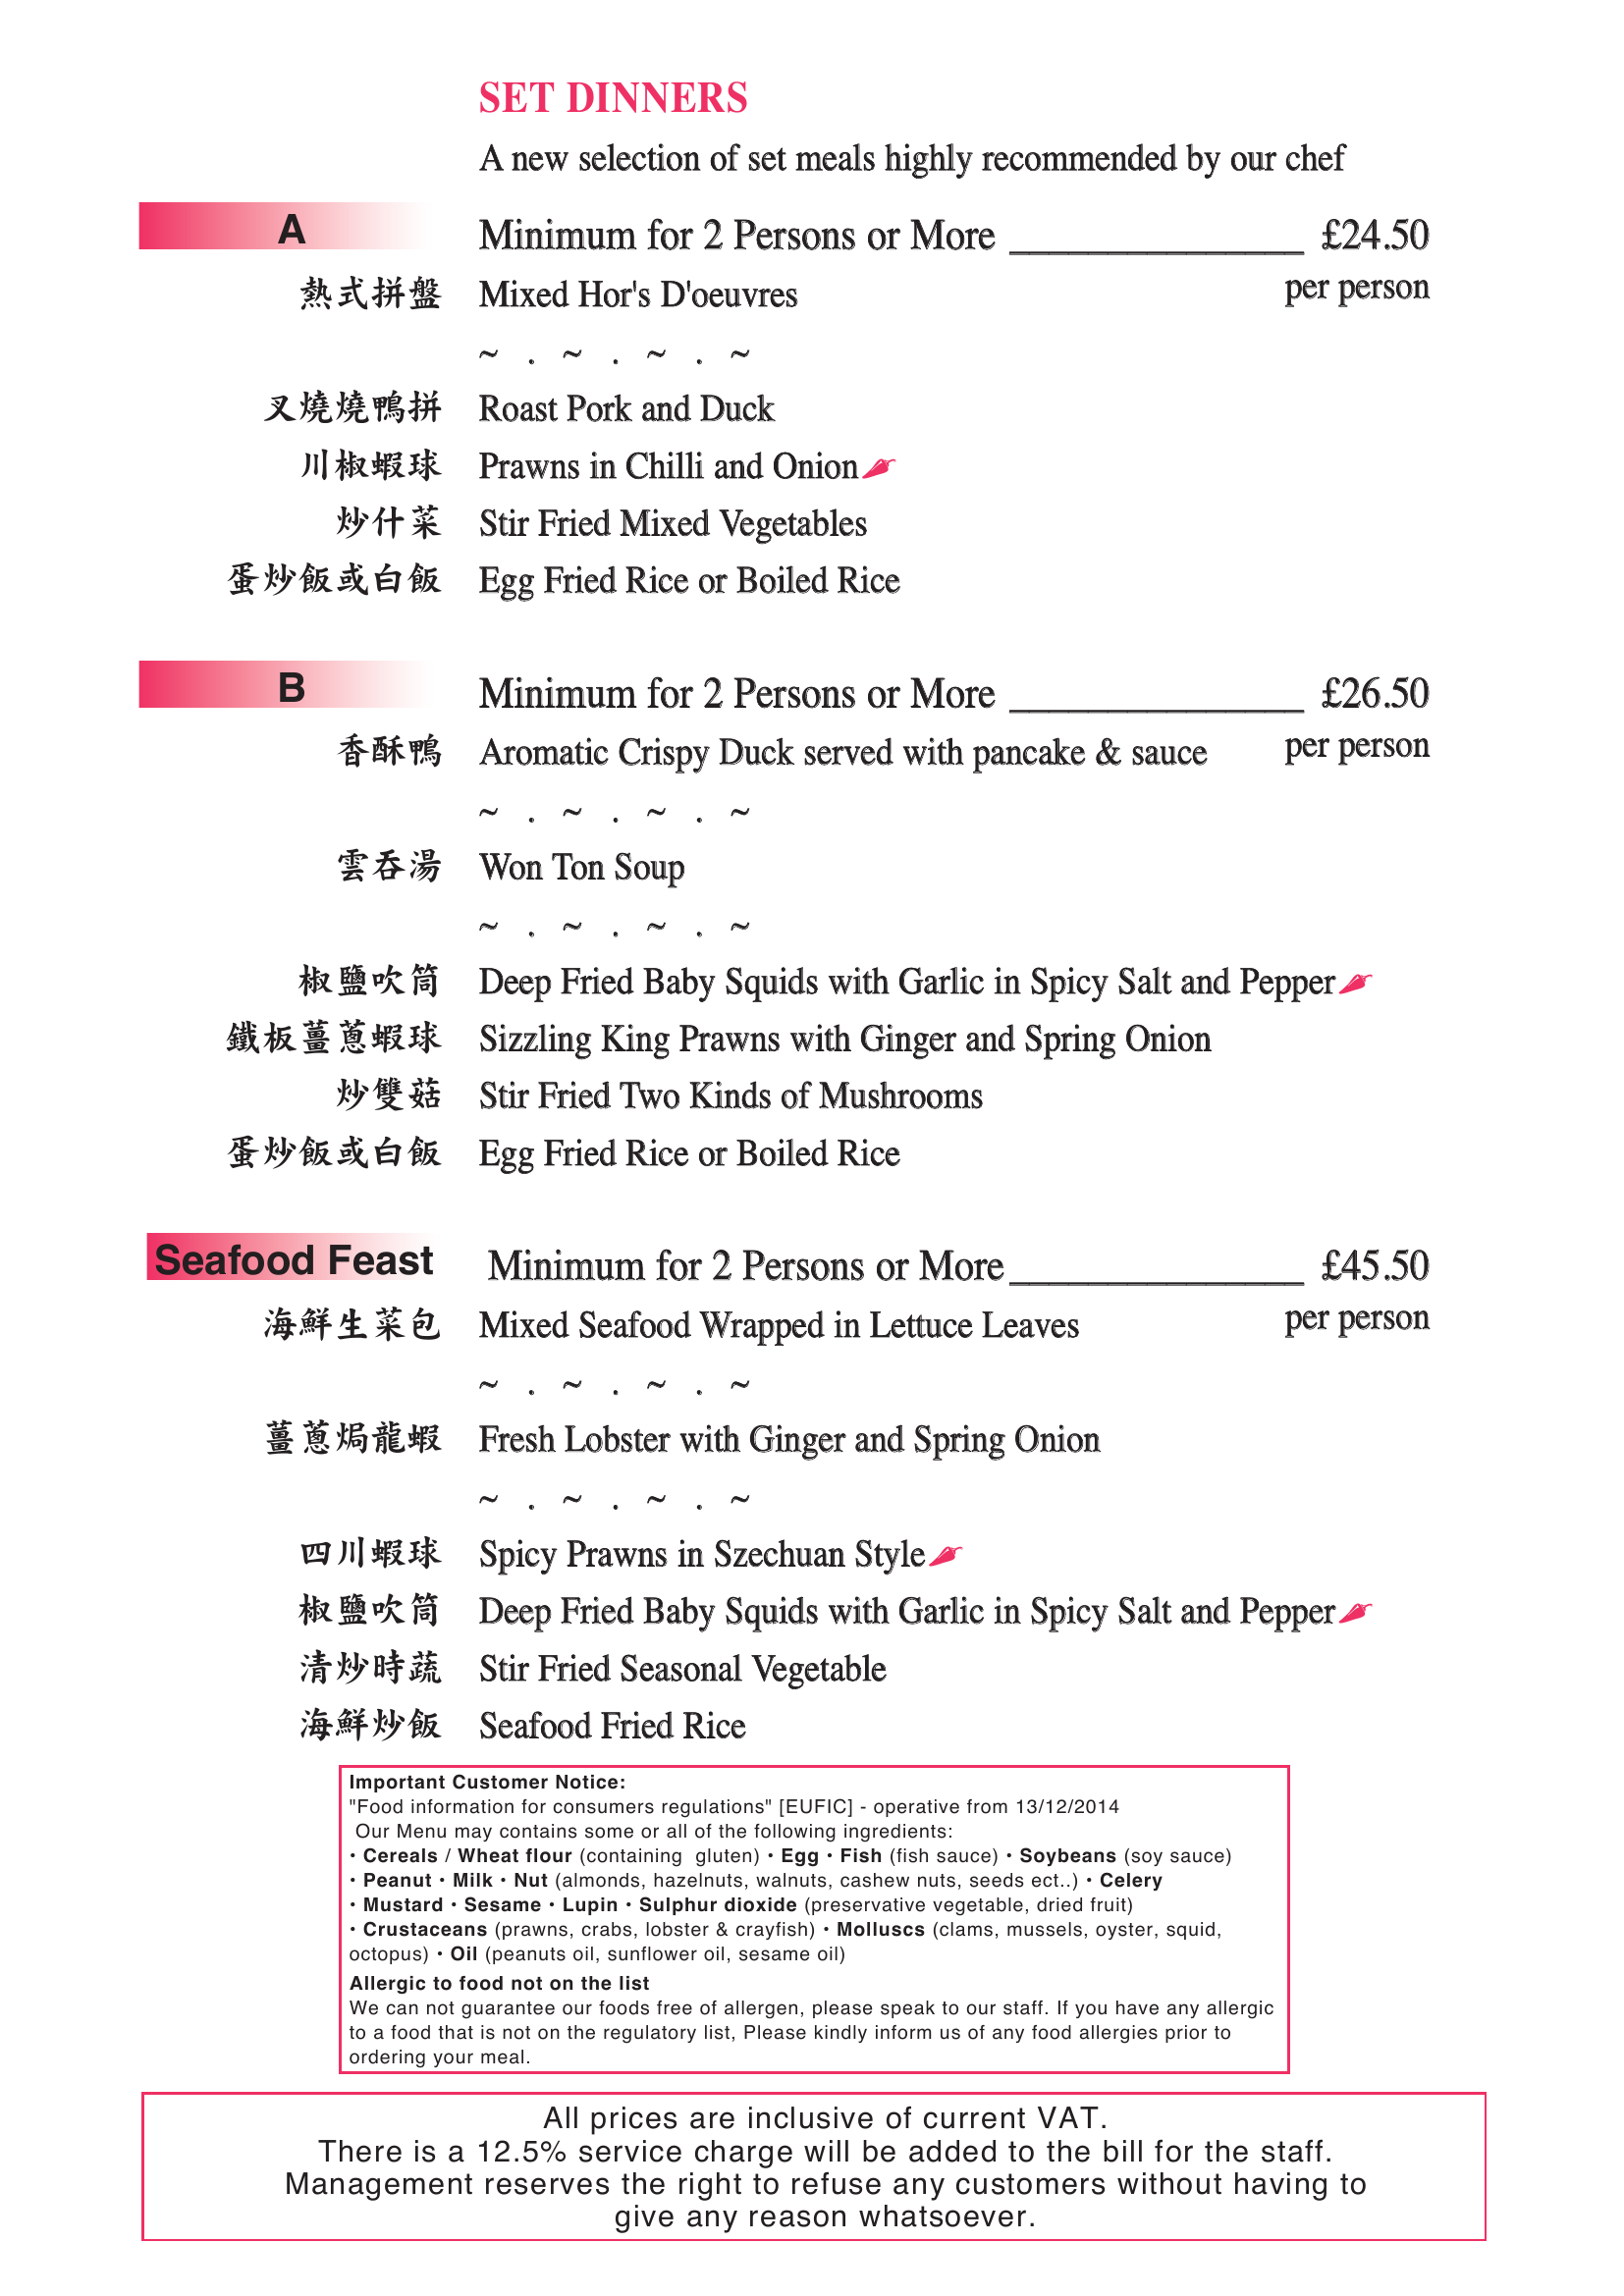 SET DINNERS
A new selection of set meals highly recommended by our chef
A Minimum for 2 Persons or More _______________ £24.50
熱式拼盤 Mixed Hor's D'oeuvres per person
~ . ~ . ~ . ~
叉燒燒鴨拼 Roast Pork and Duck
川椒蝦球 Prawns in Chilli and Onion
炒什菜 Stir Fried Mixed Vegetables
蛋炒飯或白飯 Egg Fried Rice or Boiled Rice
B Minimum for 2 Persons or More _______________ £26.50
香酥鴨 Aromatic Crispy Duck served with pancake & sauce per person
~ . ~ . ~ . ~
雲吞湯 Won Ton Soup
~ . ~ . ~ . ~
椒鹽吹筒 Deep Fried Baby Squids with Garlic in Spicy Salt and Pepper
鐵板薑蔥蝦球 Sizzling King Prawns with Ginger and Spring Onion
炒雙菇 Stir Fried Two Kinds of Mushrooms
蛋炒飯或白飯 Egg Fried Rice or Boiled Rice
Seafood Feast Minimum for 2 Persons or More_______________ £45.50
海鮮生菜包 Mixed Seafood Wrapped in Lettuce Leaves per person
~ . ~ . ~ . ~
薑蔥焗龍蝦 Fresh Lobster with Ginger and Spring Onion
~ . ~ . ~ . ~
四川蝦球 Spicy Prawns in Szechuan Style
椒鹽吹筒 Deep Fried Baby Squids with Garlic in Spicy Salt and Pepper
清炒時蔬 Stir Fried Seasonal Vegetable
海鮮炒飯 Seafood Fried Rice
Important Customer Notice:
"Food information for consumers regulations" [EUFIC] - operative from 13/12/2014
Our Menu may contains some or all of the following ingredients:
• Cereals / Wheat flour (containing gluten) • Egg • Fish (fish sauce) • Soybeans (soy sauce)
• Peanut • Milk • Nut (almonds, hazelnuts, walnuts, cashew nuts, seeds ect..) • Celery
• Mustard • Sesame • Lupin • Sulphur dioxide (preservative vegetable, dried fruit)
• Crustaceans (prawns, crabs, lobster & crayfish) • Molluscs (clams, mussels, oyster, squid,
octopus) • Oil (peanuts oil, sunflower oil, sesame oil)
Allergic to food not on the list
We can not guarantee our foods free of allergen, please speak to our staff. If you have any allergic
to a food that is not on the regulatory list, Please kindly inform us of any food allergies prior to
ordering your meal.
All prices are inclusive of current VAT.
There is a 12.5% service charge will be added to the bill for the staff.
Management reserves the right to refuse any customers without having to
give any reason whatsoever.